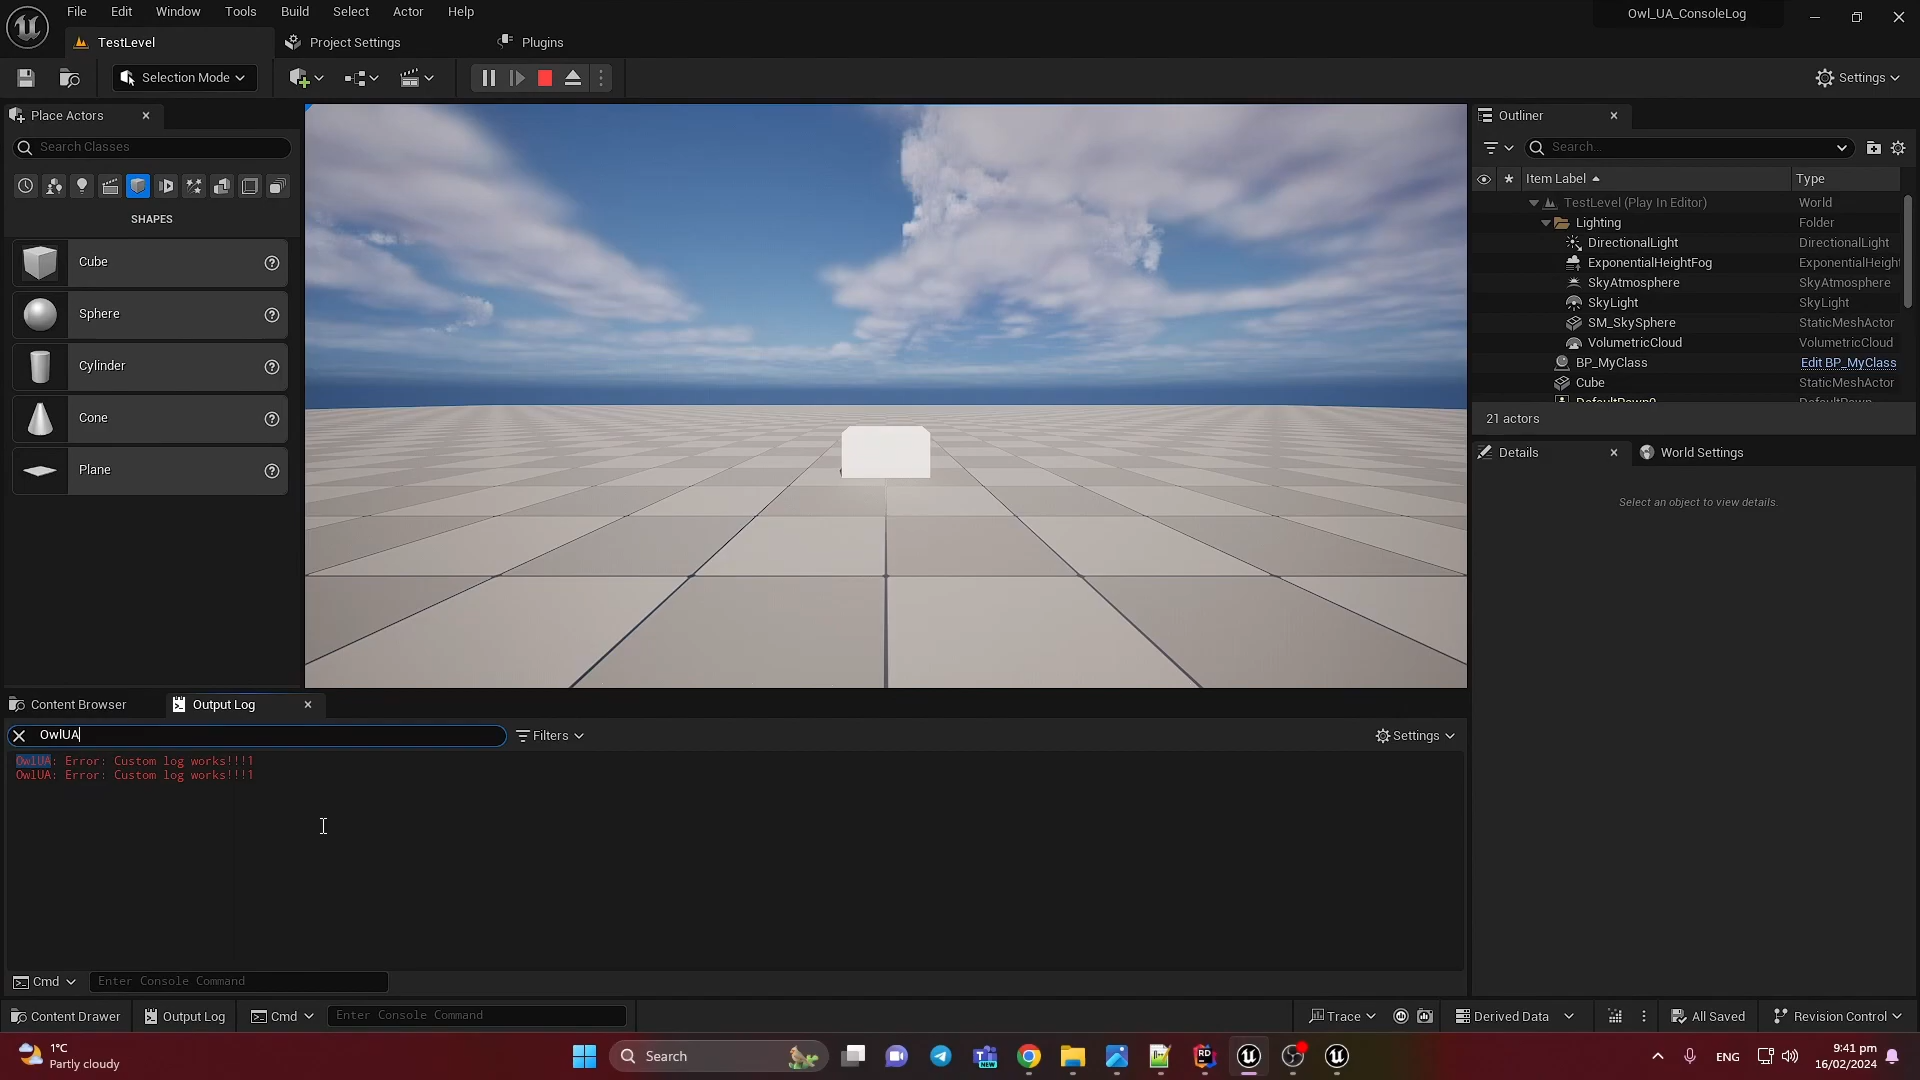 File Edit Window Tools Build Select Actor Help
Owl_UA_ConsoleLog
TestLevel
Project Settings
Plugins
Selection Mode
Settings
Place Actors
Search Classes
SHAPES
Cube
Sphere
Cylinder
Cone
Plane
Outliner
Search...
Item Label Type
TestLevel (Play In Editor) World
Lighting Folder
DirectionalLight DirectionalLight
ExponentialHeightFog ExponentialHeight
SkyAtmosphere SkyAtmosphere
SkyLight SkyLight
SM_SkySphere StaticMeshActor
VolumetricCloud VolumetricCloud
BP_MyClass Edit BP_MyClass
Cube StaticMeshActor
21 actors
Details
World Settings
Select an object to view details.
Content Browser
Output Log
OwlUA
Filters
Settings
OwlUA: Error: Custom log works!!!1
OwlUA: Error: Custom log works!!!1
Cmd
Enter Console Command
Content Drawer
Output Log
Cmd
Enter Console Command
Trace
Derived Data
All Saved
Revision Control
1°C
Partly cloudy
Search
NEW
RD
ENG
9:41 pm
16/02/2024